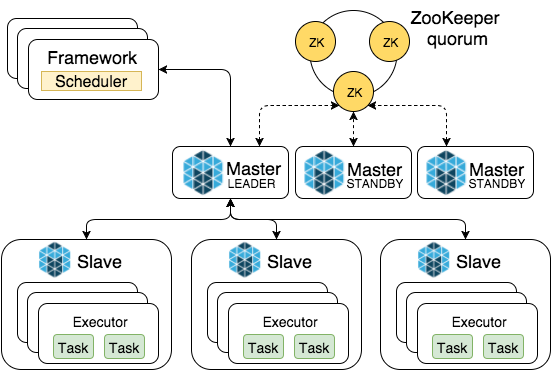 Framework
Scheduler
ZooKeeper
quorum
ZK
ZK
ZK
Master
LEADER
Master
STANDBY
Master
STANDBY
Slave
Executor
Task
Task
Slave
Executor
Task
Task
Slave
Executor
Task
Task